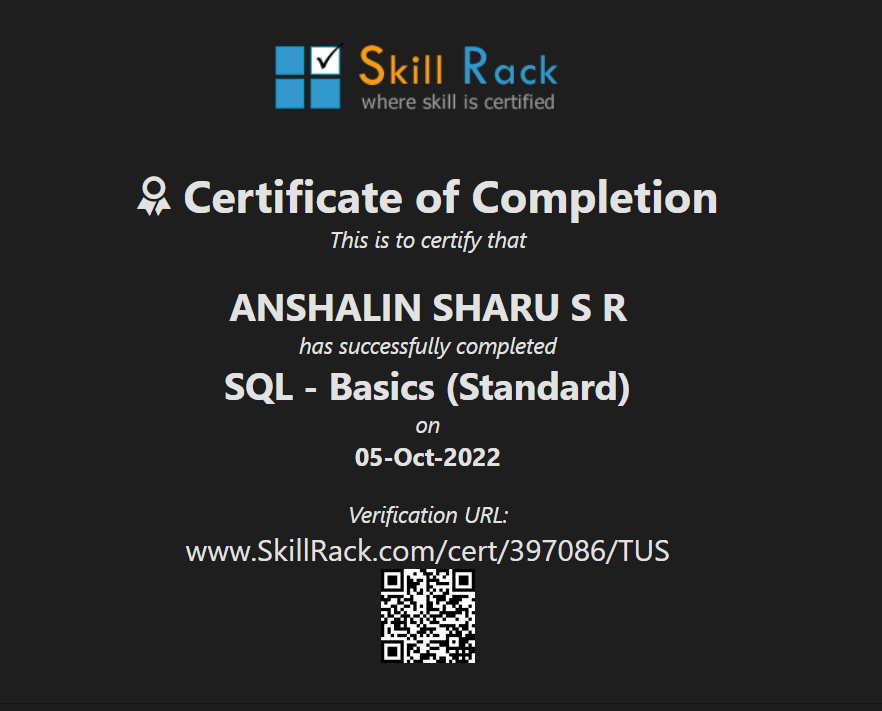 Skill Rack
where skill is certified
Certificate of Completion
This is to certify that
ANSHALIN SHARU S R
has successfully completed
SQL - Basics (Standard)
on
05-Oct-2022
Verification URL:
www.SkillRack.com/cert/397086/TUS